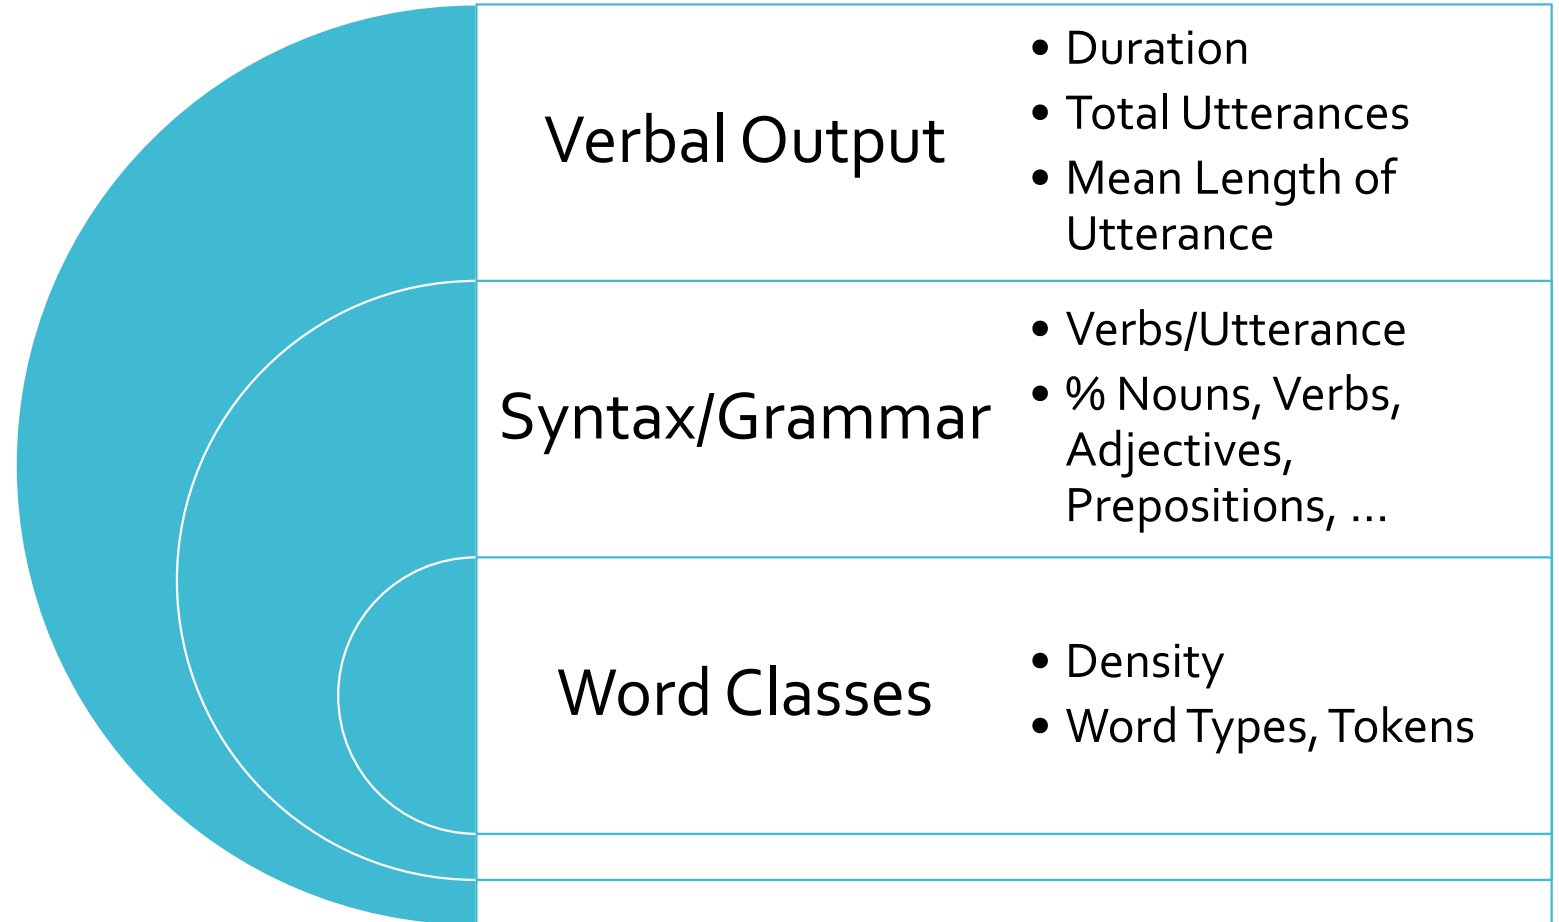 Verbal Output
• Duration
• Total Utterances
• Mean Length of
Utterance
Syntax/Grammar
• Verbs/Utterance
• % Nouns, Verbs,
Adjectives,
Prepositions, ...
Word Classes
• Density
• Word Types, Tokens